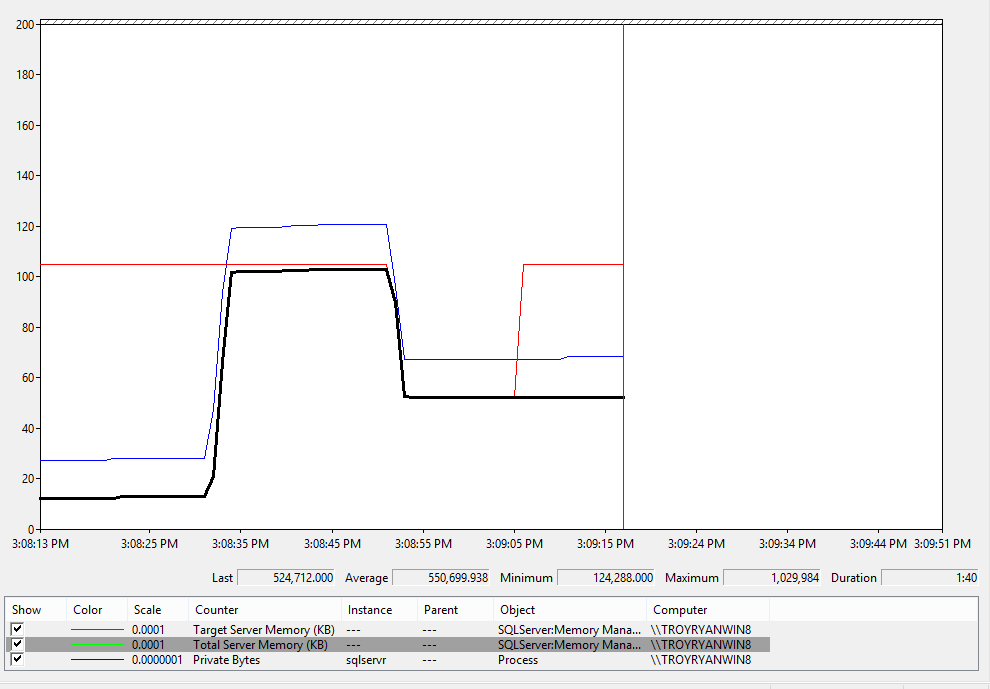 200
180
160
140
120
100
80
60
40
20
0
3:08:13 PM 3:08:25 PM 3:08:35 PM 3:08:45 PM 3:08:55 PM 3:09:05 PM 3:09:15 PM 3:09:24 PM 3:09:34 PM 3:09:44 PM 3:09:51 PM
Last 524,712.000 Average 550,699.938 Minimum 124,288.000 Maximum 1,029,984 Duration 1:40
Show Color Scale Counter Instance Parent Object Computer
0.0001 Target Server Memory (KB) --- --- SQLServer:Memory Mana... \\TROYRYANWIN8
0.0001 Total Server Memory (KB) --- --- SQLServer:Memory Mana... \\TROYRYANWIN8
0.0000001 Private Bytes sqlservr --- Process \\TROYRYANWIN8